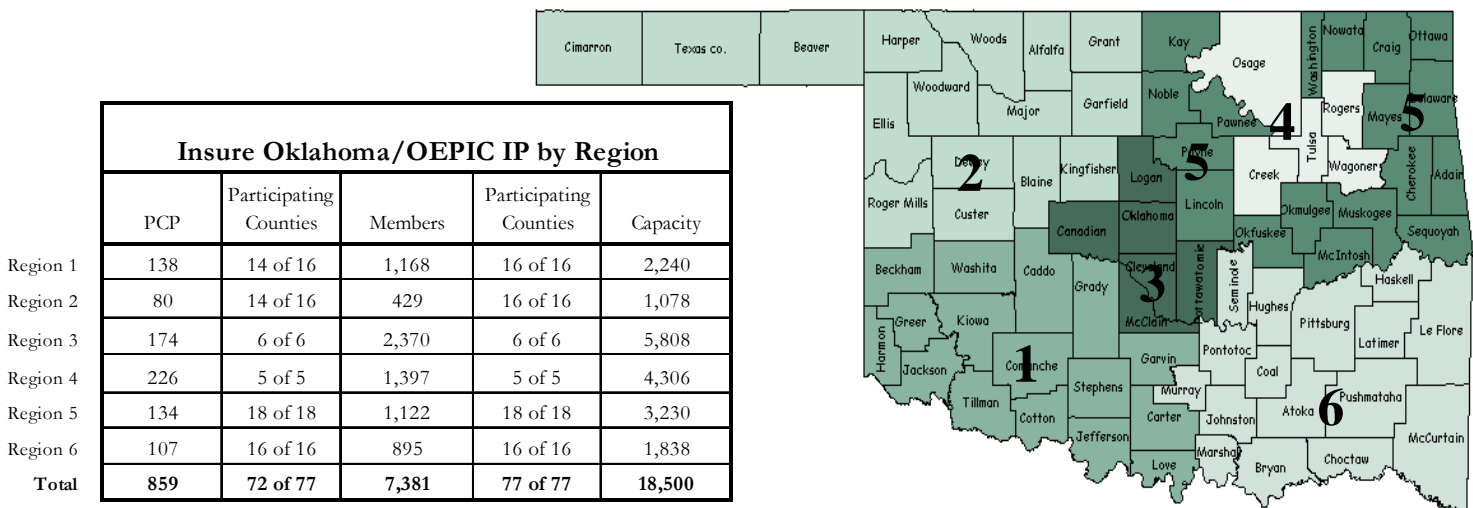 Insure Oklahoma/OEPIC IP by Region
PCP Participating Counties Members Participating Counties Capacity
Region 1 138 14 of 16 1,168 16 of 16 2,240
Region 2 80 14 of 16 429 16 of 16 1,078
Region 3 174 6 of 6 2,370 6 of 6 5,808
Region 4 226 5 of 5 1,397 5 of 5 4,306
Region 5 134 18 of 18 1,122 18 of 18 3,230
Region 6 107 16 of 16 895 16 of 16 1,838
Total 859 72 of 77 7,381 77 of 77 18,500
Cimarron
Texas co.
Beaver
Harper
Woods
Alfalfa
Grant
Kay
Osage
Washington
Nowata
Craig
Ottawa
Woodward
Ellis
Major
Garfield
Noble
Pawnee
4
Rogers
Mayes
5
Delaware
Tulsa
Dewey
2
Blaine
Kingfisher
Logan
Payne
5
Creek
Wagoner
Cherokee
Adair
Roger Mills
Custer
Canadian
Oklahoma
Lincoln
Okfuskee
Okmulgee
Muskogee
Sequoyah
McIntosh
Beckham
Washita
Caddo
Grady
Cleveland
3
Pottawatomie
Seminole
Hughes
Haskell
Pittsburg
Latimer
Le Flore
Harmon
Greer
Kiowa
McClain
Jackson
Comanche
1
Garvin
Pontotoc
Coal
Stephens
Murray
Tillman
Cotton
Carter
Johnston
Atoka
6
Pushmataha
McCurtain
Jefferson
Love
Marshal
Bryan
Choctaw